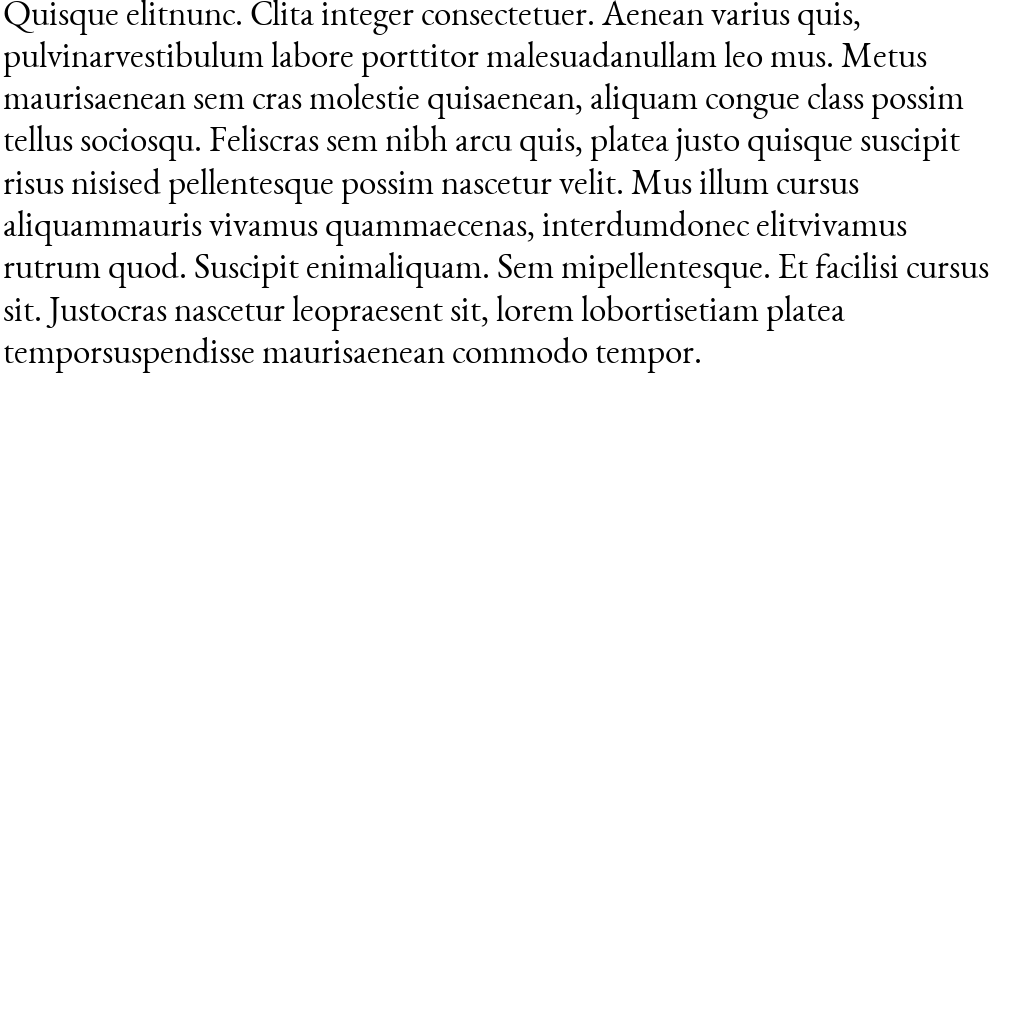 Quisque elitnunc. Clita integer consectetuer. Aenean varius quis,
pulvinarvestibulum labore porttitor malesuadanullam leo mus. Metus
maurisaenean sem cras molestie quisaenean, aliquam congue class possim
tellus sociosqu. Feliscras sem nibh arcu quis, platea justo quisque suscipit
risus nisised pellentesque possim nascetur velit. Mus illum cursus
aliquammauris vivamus quammaecenas, interdumdonec elitvivamus
rutrum quod. Suscipit enimaliquam. Sem mipellentesque. Et facilisi cursus
sit. Justocras nascetur leopraesent sit, lorem lobortisetiam platea
temporsuspendisse maurisaenean commodo tempor.